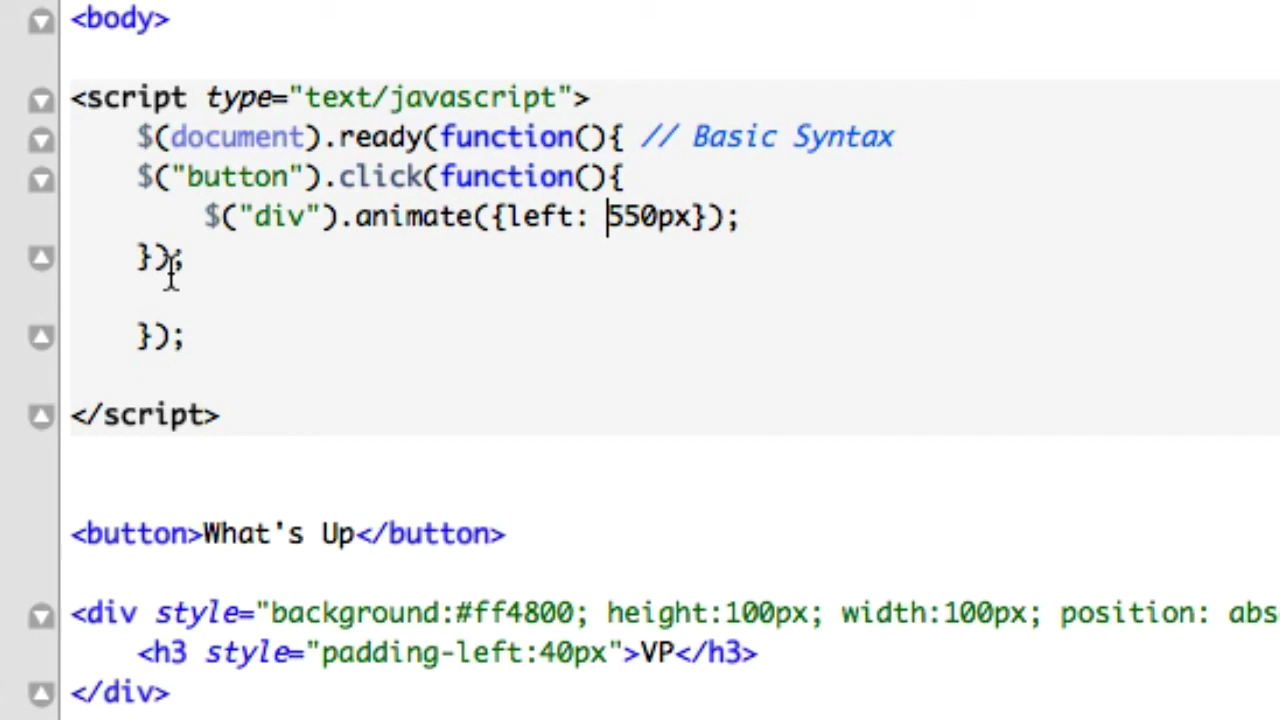 <body>
<script type="text/javascript">
$(document).ready(function(){ // Basic Syntax
$("button").click(function(){
$("div").animate({left: 550px});
});
});
</script>
<button>What's Up</button>
<div style="background:#ff4800; height:100px; width:100px; position: abs
<h3 style="padding-left:40px">VP</h3>
</div>